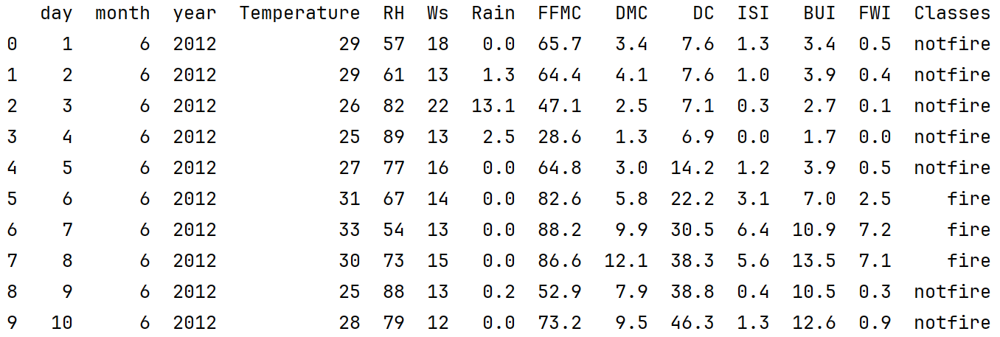 day month year Temperature RH Ws Rain FFMC DMC DC ISI BUI FWI Classes
0 1 6 2012 29 57 18 0.0 65.7 3.4 7.6 1.3 3.4 0.5 notfire
1 2 6 2012 29 61 13 1.3 64.4 4.1 7.6 1.0 3.9 0.4 notfire
2 3 6 2012 26 82 22 13.1 47.1 2.5 7.1 0.3 2.7 0.1 notfire
3 4 6 2012 25 89 13 2.5 28.6 1.3 6.9 0.0 1.7 0.0 notfire
4 5 6 2012 27 77 16 0.0 64.8 3.0 14.2 1.2 3.9 0.5 notfire
5 6 6 2012 31 67 14 0.0 82.6 5.8 22.2 3.1 7.0 2.5 fire
6 7 6 2012 33 54 13 0.0 88.2 9.9 30.5 6.4 10.9 7.2 fire
7 8 6 2012 30 73 15 0.0 86.6 12.1 38.3 5.6 13.5 7.1 fire
8 9 6 2012 25 88 13 0.2 52.9 7.9 38.8 0.4 10.5 0.3 notfire
9 10 6 2012 28 79 12 0.0 73.2 9.5 46.3 1.3 12.6 0.9 notfire